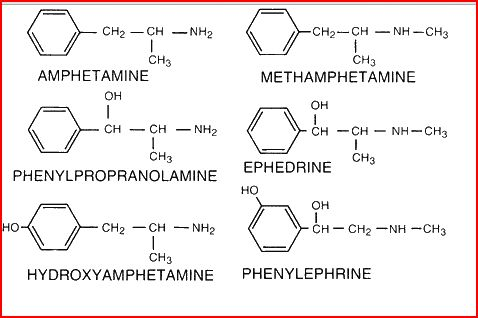 CH2 — CH — NH2
CH3
AMPHETAMINE
CH2 — CH — NH — CH3
CH3
METHAMPHETAMINE
OH
CH — CH — NH2
CH3
PHENYLPROPRANOLAMINE
OH
CH — CH — NH — CH3
CH3
EPHEDRINE
HO
CH2 — CH — NH2
CH3
HYDROXYAMPHETAMINE
HO
OH
CH — CH2 — NH — CH3
PHENYLEPHRINE